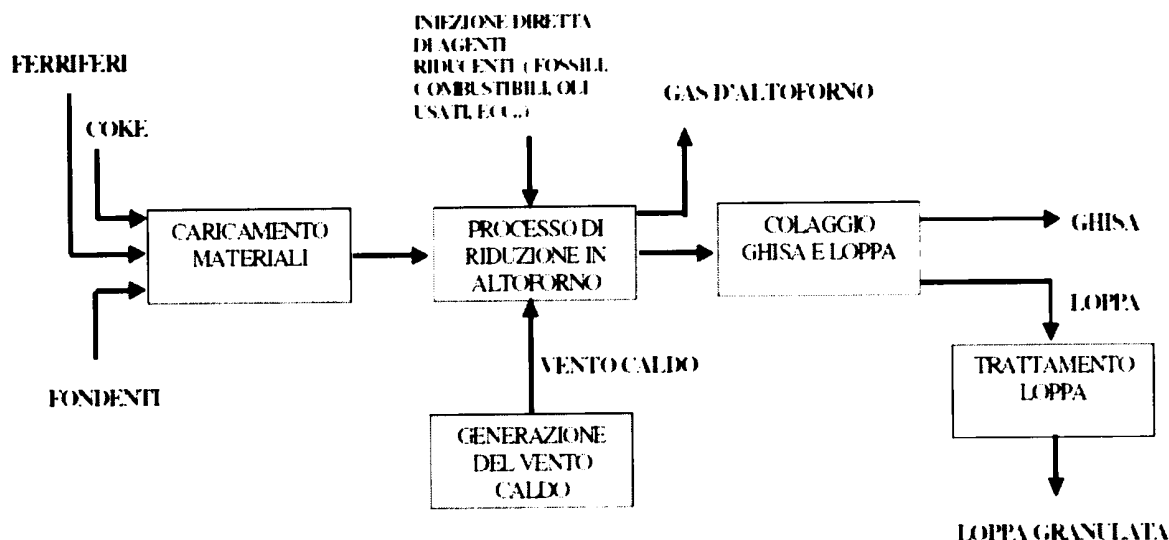 INIEZIONE DIRETTA
DI AGENTI
RIDUCENTI ( FOSSILI,
COMBUSTIBILI, OLI
USATI, ECC..)
FERRIFERI
GAS D'ALTOFORNO
COKE
CARICAMENTO
MATERIALI
PROCESSO DI
RIDUZIONE IN
ALTOFORNO
COLAGGIO
GHISA E LOPPA
GHISA
LOPPA
VENTO CALDO
TRATTAMENTO
LOPPA
FONDENTI
GENERAZIONE
DEL VENTO
CALDO
LOPPA GRANULATA